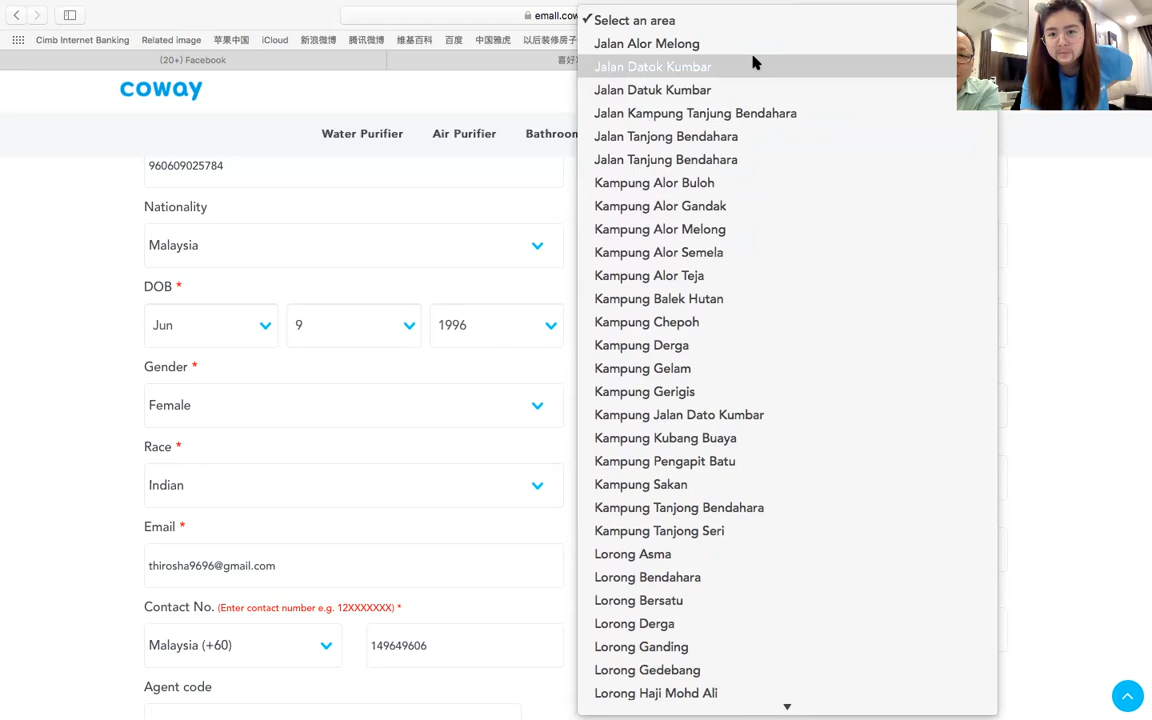 email.cow
Cimb Internet Banking Related image 苹果中国 iCloud 新浪微博 腾讯微博 维基百科 百度 中国雅虎 以后装修房子
(20+) Facebook
coway
Water Purifier Air Purifier Bathroom
960609025784
Nationality
Malaysia
DOB *
Jun 9 1996
Gender *
Female
Race *
Indian
Email *
thirosha9696@gmail.com
Contact No. (Enter contact number e.g. 12XXXXXXX) *
Malaysia (+60) 149649606
Agent code
✓Select an area
Jalan Alor Melong
Jalan Datok Kumbar
Jalan Datuk Kumbar
Jalan Kampung Tanjung Bendahara
Jalan Tanjong Bendahara
Jalan Tanjung Bendahara
Kampung Alor Buloh
Kampung Alor Gandak
Kampung Alor Melong
Kampung Alor Semela
Kampung Alor Teja
Kampung Balek Hutan
Kampung Chepoh
Kampung Derga
Kampung Gelam
Kampung Gerigis
Kampung Jalan Dato Kumbar
Kampung Kubang Buaya
Kampung Pengapit Batu
Kampung Sakan
Kampung Tanjong Bendahara
Kampung Tanjong Seri
Lorong Asma
Lorong Bendahara
Lorong Bersatu
Lorong Derga
Lorong Ganding
Lorong Gedebang
Lorong Haji Mohd Ali